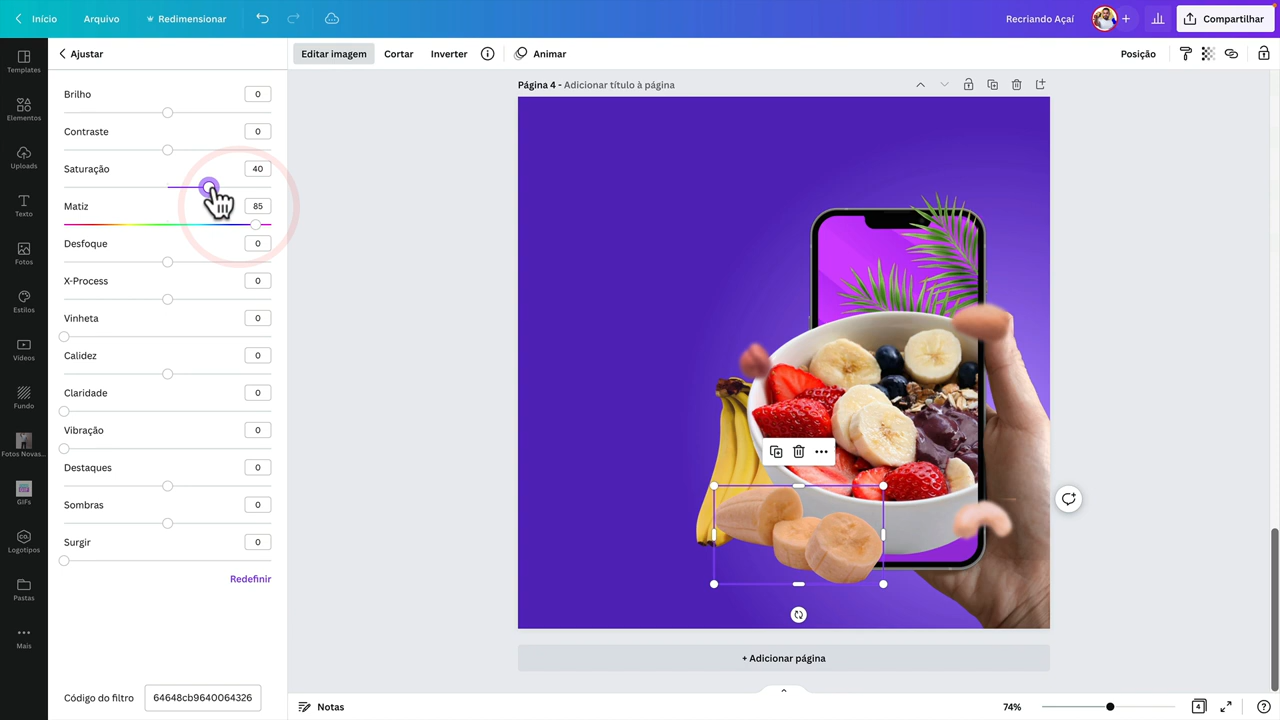 Início
Arquivo
Redimensionar
Recriando Açaí
Compartilhar
Templates
Elementos
Uploads
Texto
Fotos
Estilos
Vídeos
Fundo
Fotos Novas...
GIFs
Logotipos
Pastas
Mais
Ajustar
Brilho 0
Contraste 0
Saturação 40
Matiz 85
Desfoque 0
X-Process 0
Vinheta 0
Calidez 0
Claridade 0
Vibração 0
Destaques 0
Sombras 0
Surgir 0
Redefinir
Código do filtro 64648cb9640064326
Editar imagem
Cortar
Inverter
Animar
Posição
Página 4 - Adicionar título à página
+ Adicionar página
Notas
74%
4